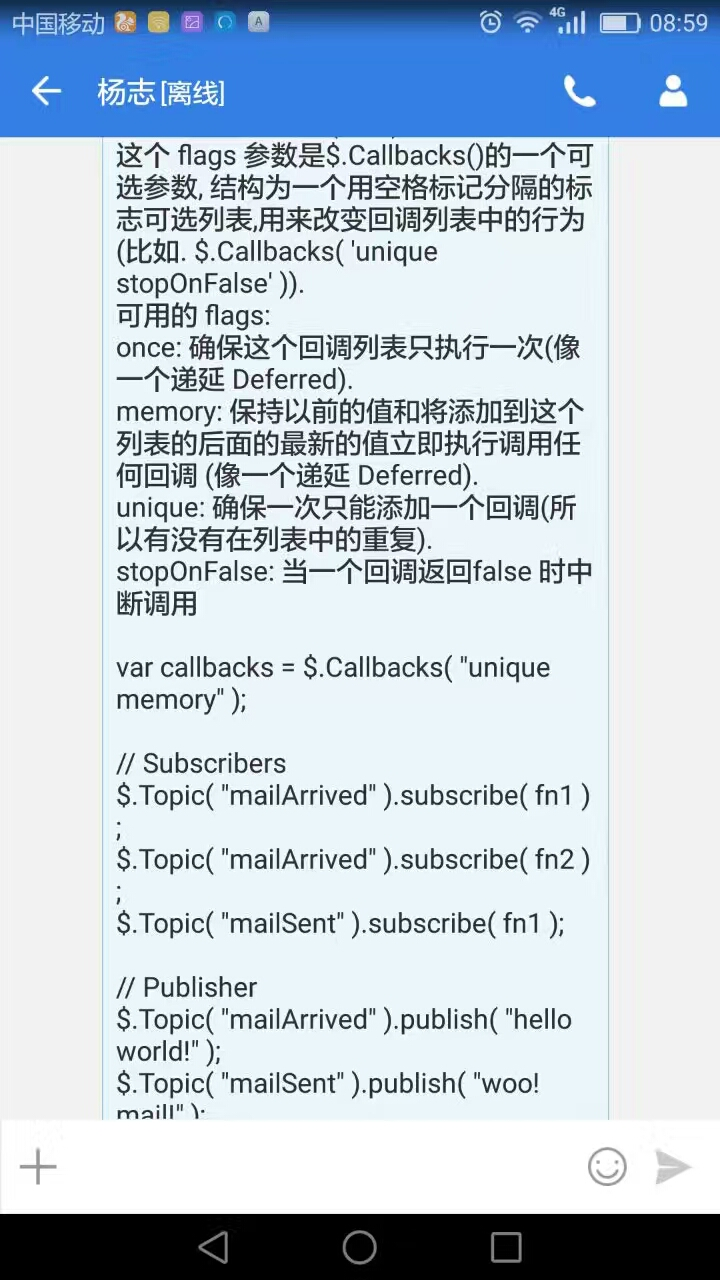 中国移动 A 4G 08:59
杨志[离线]
这个 flags 参数是$.Callbacks()的一个可
选参数, 结构为一个用空格标记分隔的标
志可选列表,用来改变回调列表中的行为
(比如. $.Callbacks( 'unique
stopOnFalse' )).
可用的 flags:
once: 确保这个回调列表只执行一次(像
一个递延 Deferred).
memory: 保持以前的值和将添加到这个
列表的后面的最新的值立即执行调用任
何回调 (像一个递延 Deferred).
unique: 确保一次只能添加一个回调(所
以有没有在列表中的重复).
stopOnFalse: 当一个回调返回false 时中
断调用
var callbacks = $.Callbacks( "unique
memory" );
// Subscribers
$.Topic( "mailArrived" ).subscribe( fn1 )
;
$.Topic( "mailArrived" ).subscribe( fn2 )
;
$.Topic( "mailSent" ).subscribe( fn1 );
// Publisher
$.Topic( "mailArrived" ).publish( "hello
world!" );
$.Topic( "mailSent" ).publish( "woo!
mail!" );